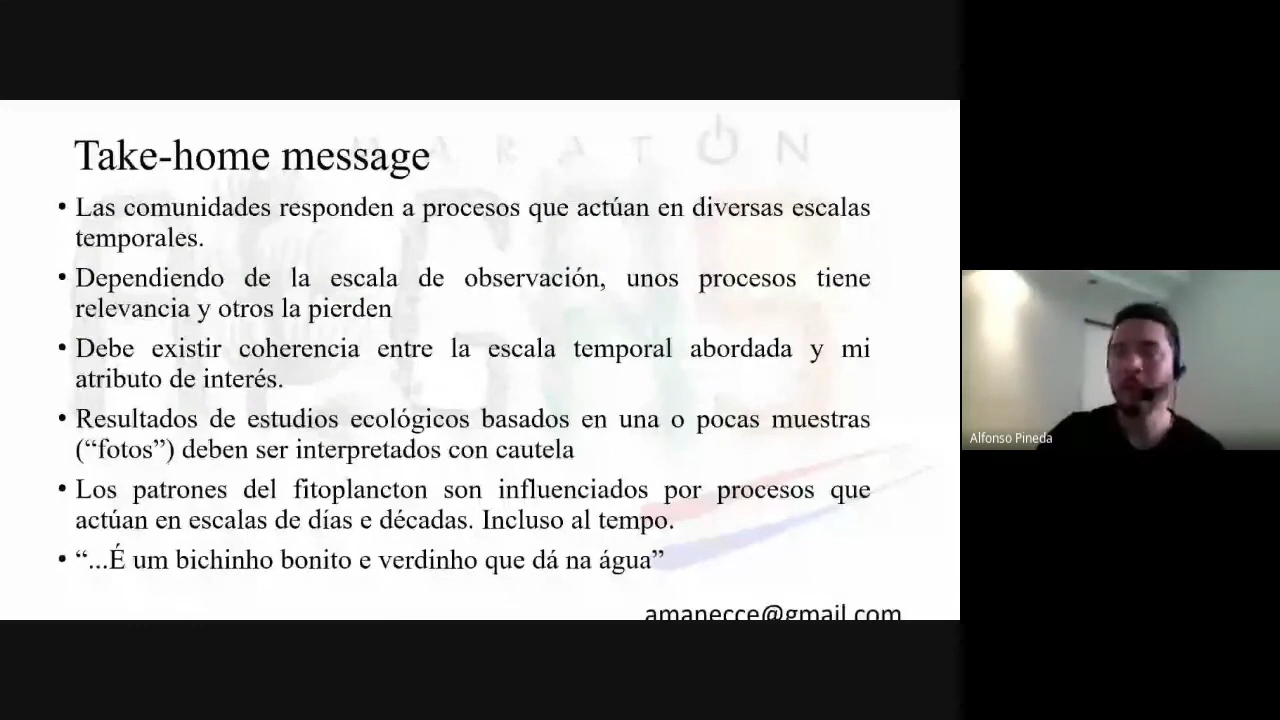 MARATÓN
Take-home message
• Las comunidades responden a procesos que actúan en diversas escalas
temporales.
• Dependiendo de la escala de observación, unos procesos tiene
relevancia y otros la pierden
• Debe existir coherencia entre la escala temporal abordada y mi
atributo de interés.
• Resultados de estudios ecológicos basados en una o pocas muestras
(“fotos”) deben ser interpretados con cautela
• Los patrones del fitoplancton son influenciados por procesos que
actúan en escalas de días e décadas. Incluso al tempo.
• “...É um bichinho bonito e verdinho que dá na água”
amanecce@gmail.com
Alfonso Pineda